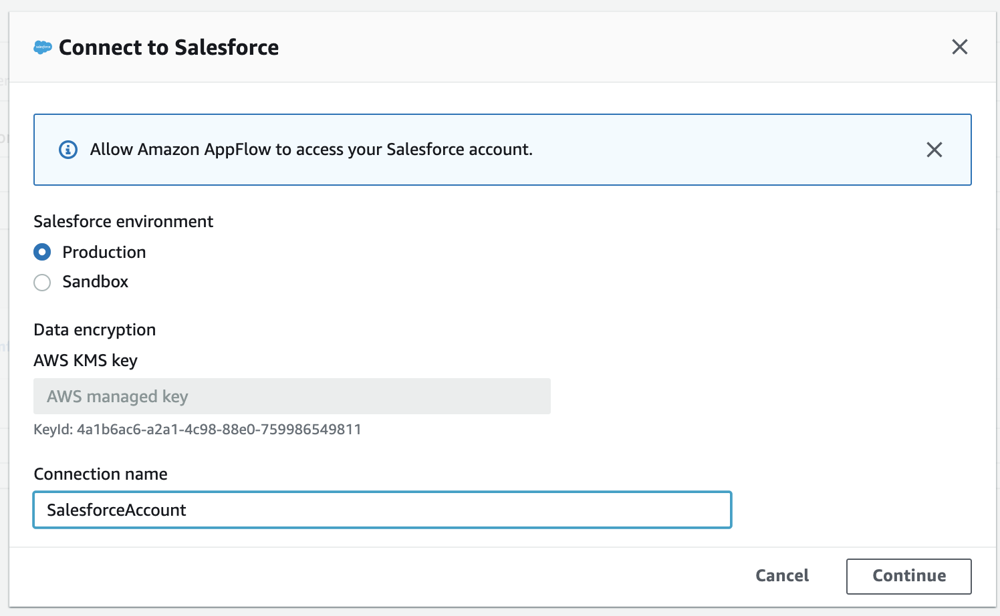 Connect to Salesforce
Allow Amazon AppFlow to access your Salesforce account.
Salesforce environment
Production
Sandbox
Data encryption
AWS KMS key
AWS managed key
KeyId: 4a1b6ac6-a2a1-4c98-88e0-759986549811
Connection name
SalesforceAccount
Cancel
Continue